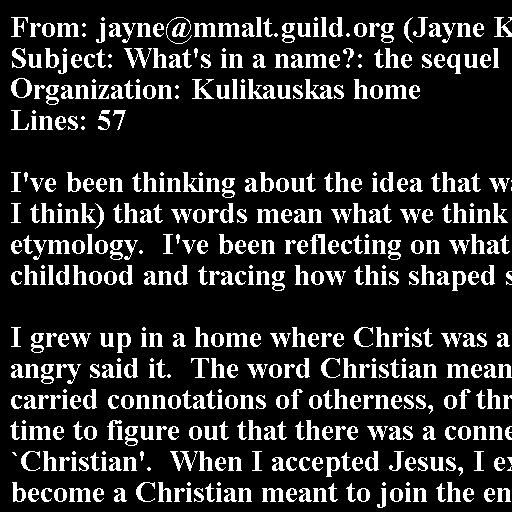 From: jayne@mmalt.guild.org (Jayne K
Subject: What's in a name?: the sequel
Organization: Kulikauskas home
Lines: 57

I've been thinking about the idea that wa
I think) that words mean what we think
etymology.  I've been reflecting on what
childhood and tracing how this shaped s

I grew up in a home where Christ was a
angry said it.  The word Christian mean
carried connotations of otherness, of thr
time to figure out that there was a conne
`Christian'.  When I accepted Jesus, I ex
become a Christian meant to join the en